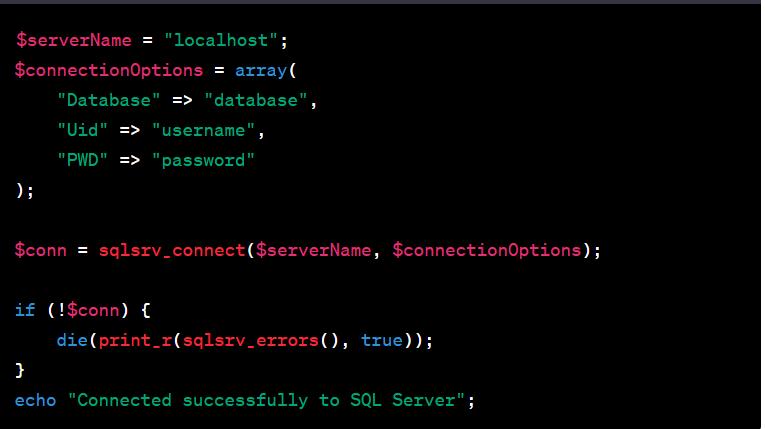 $serverName = "localhost";
$connectionOptions = array(
    "Database" => "database",
    "Uid" => "username",
    "PWD" => "password"
);
$conn = sqlsrv_connect($serverName, $connectionOptions);
if (!$conn) {
    die(print_r(sqlsrv_errors(), true));
}
echo "Connected successfully to SQL Server";